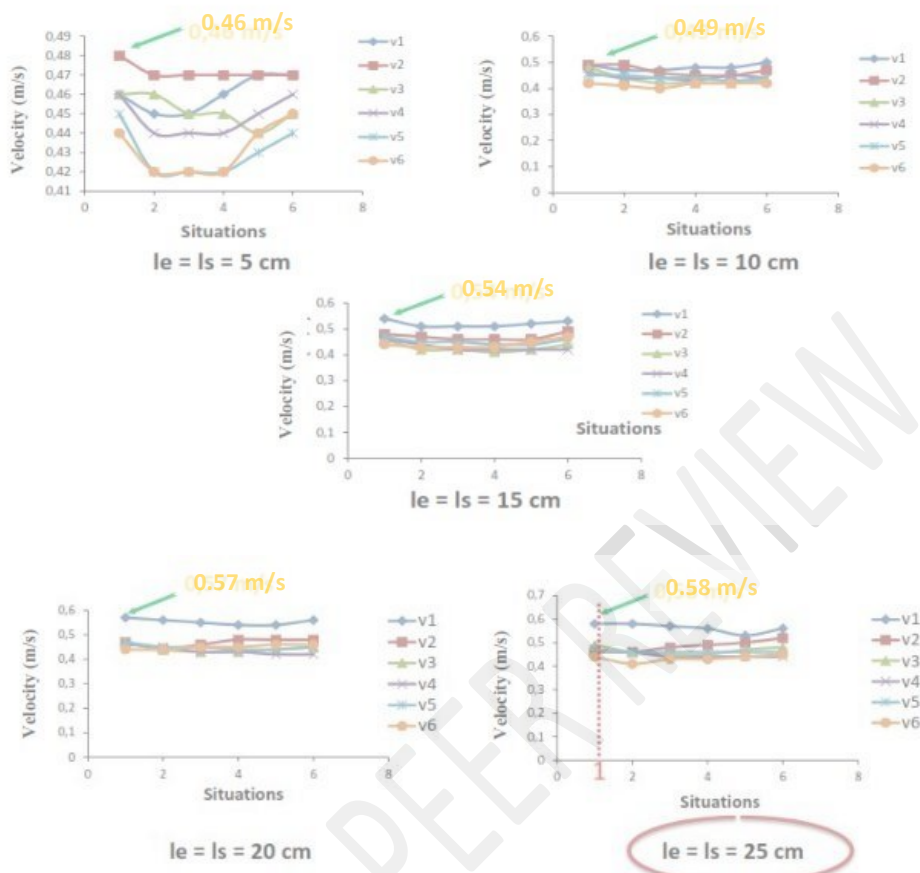 0.46 m/s
0,49
0,48
0,47
0,46
0,45
0,44
0,43
0,42
0,41
0
2
4
6
8
Velocity (m/s)
Situations
v1
v2
v3
v4
v5
v6
le = ls = 5 cm
0.49 m/s
0,6
0,5
0,4
0,3
0,2
0,1
0
0
2
4
6
8
Velocity (m/s)
Situations
v1
v2
v3
v4
v5
v6
le = ls = 10 cm
0.54 m/s
0,6
0,5
0,4
0,3
0,2
0,1
0
0
2
4
6
8
Velocity (m/s)
Situations
v1
v2
v3
v4
v5
v6
le = ls = 15 cm
0.57 m/s
0,6
0,5
0,4
0,3
0,2
0,1
0
0
2
4
6
8
Velocity (m/s)
Situations
v1
v2
v3
v4
v5
v6
le = ls = 20 cm
0.58 m/s
0,7
0,6
0,5
0,4
0,3
0,2
0,1
0
0
1
2
4
6
8
Velocity (m/s)
Situations
v1
v2
v3
v4
v5
v6
le = ls = 25 cm
PEER REVIEW